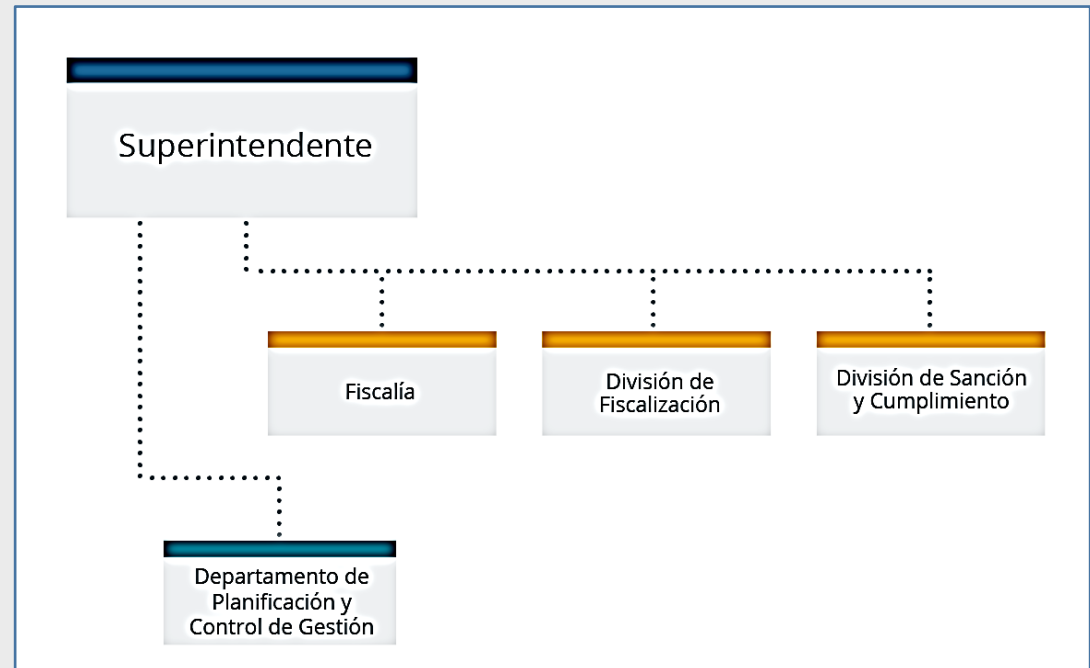 Superintendente
Fiscalía
División de
Fiscalización
División de Sanción
y Cumplimiento
Departamento de
Planificación y
Control de Gestión